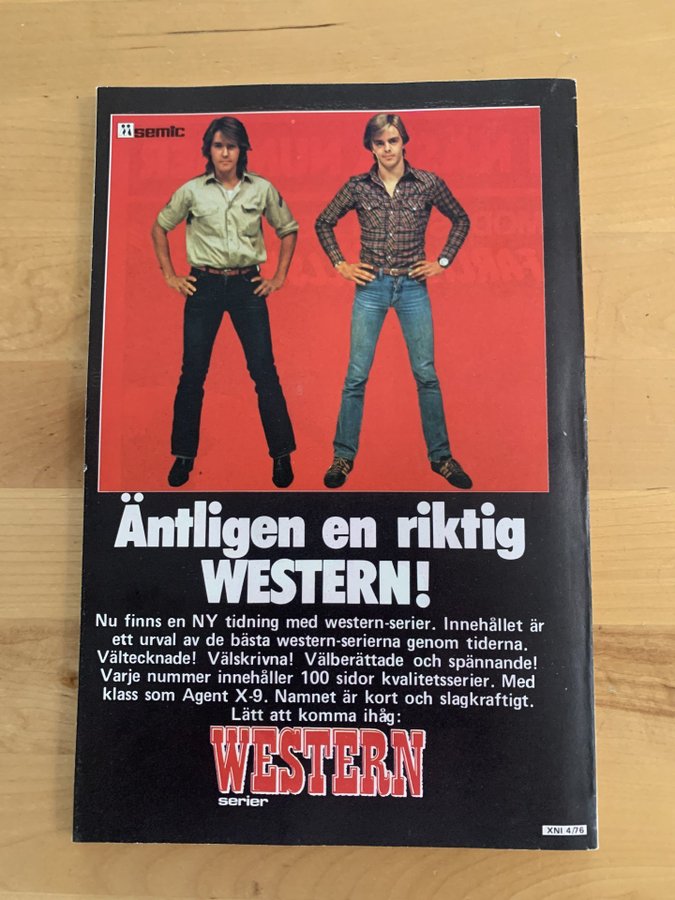 semic
Äntligen en riktig
WESTERN!
Nu finns en NY tidning med western-serier. Innehållet är
ett urval av de bästa western-serierna genom tiderna.
Vältecknade! Välskrivna! Välberättade och spännande!
Varje nummer innehåller 100 sidor kvalitetsserier. Med
klass som Agent X-9. Namnet är kort och slagkraftigt.
Lätt att komma ihåg:
WESTERN
serier
XNI 4/76